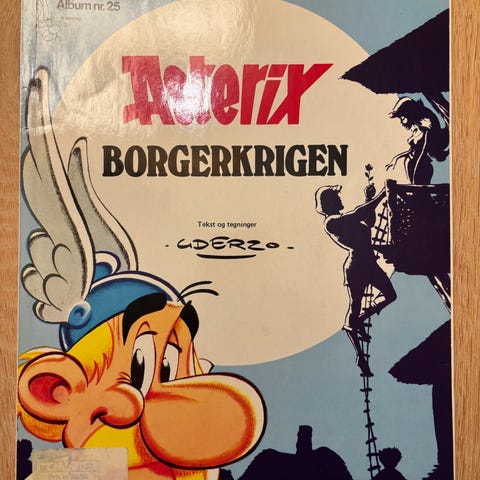 Album nr. 25
Asterix
BORGERKRIGEN
Tekst og tegninger
-UDERZO-